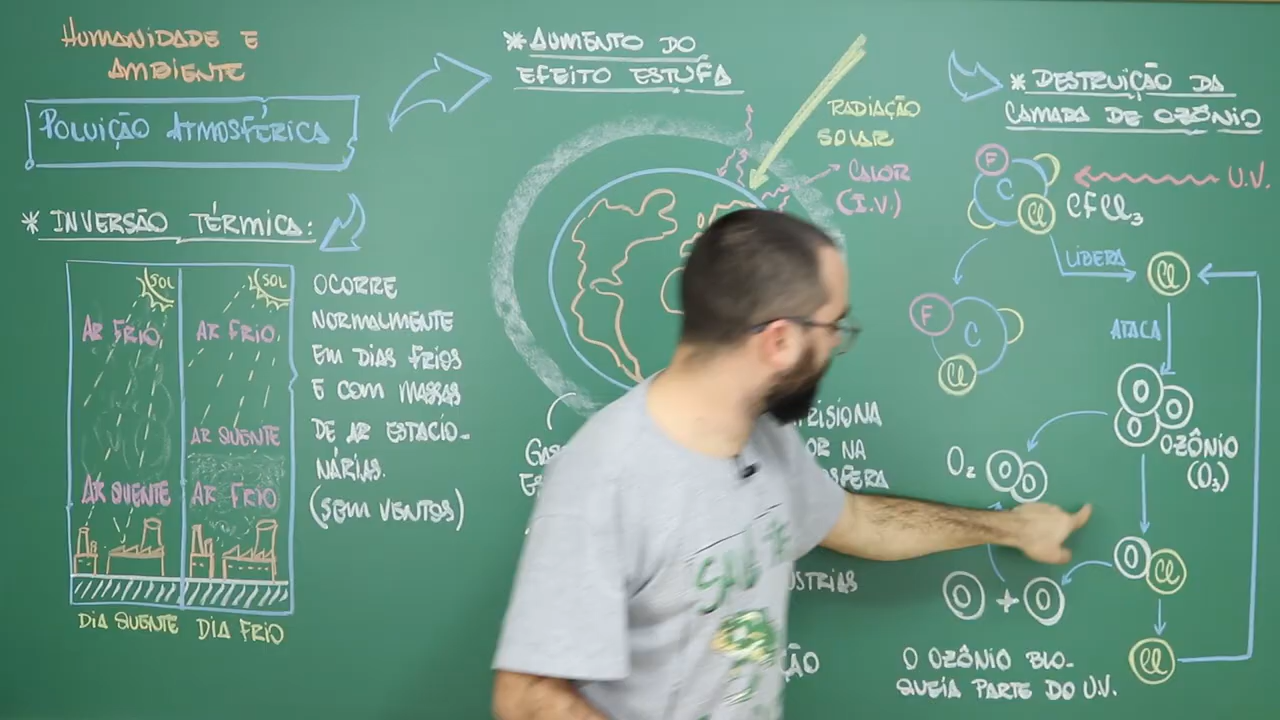 HUMANIDADE E
AMBIENTE
POLUIÇÃO ATMOSFÉRICA
* INVERSÃO TÉRMICA:
SOL
SOL
AR FRIO
AR FRIO
AR QUENTE
AR QUENTE
AR FRIO
DIA QUENTE
DIA FRIO
OCORRE
NORMALMENTE
EM DIAS FRIOS
E COM MASSAS
DE AR ESTACIO-
NÁRIAS.
(SEM VENTOS)
* AUMENTO DO
EFEITO ESTUFA
RADIAÇÃO
SOLAR
CALOR
(I.V.)
* DESTRUIÇÃO DA
CAMADA DE OZÔNIO
F
C
Cl
CFCl3
U.V.
LIBERA
Cl
F
C
Cl
ATACA
O
O
O
OZÔNIO
(O3)
O2
O
O
O
Cl
O + O
Cl
O OZÔNIO BLO-
QUEIA PARTE DO U.V.